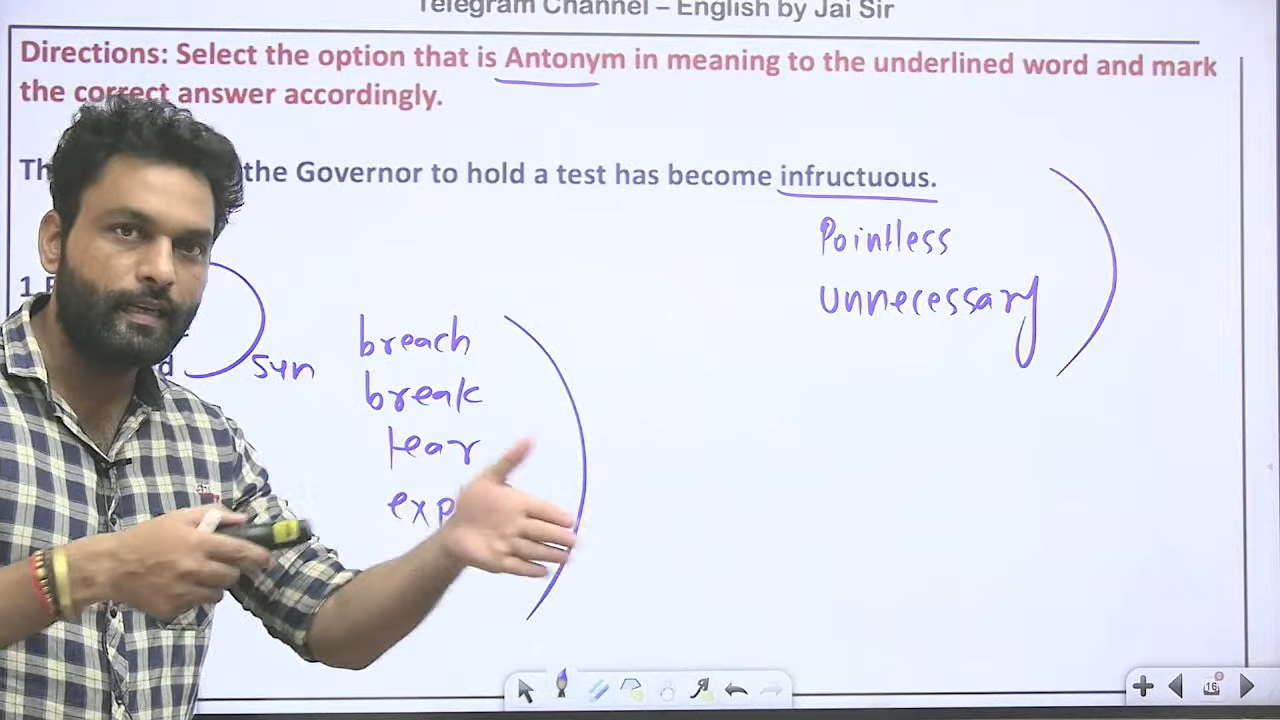 Telegram Channel – English by Jai Sir
Directions: Select the option that is Antonym in meaning to the underlined word and mark
the correct answer accordingly.
the Governor to hold a test has become infructuous.
Pointless
Unnecessary
1.
syn
breach
break
tear
16